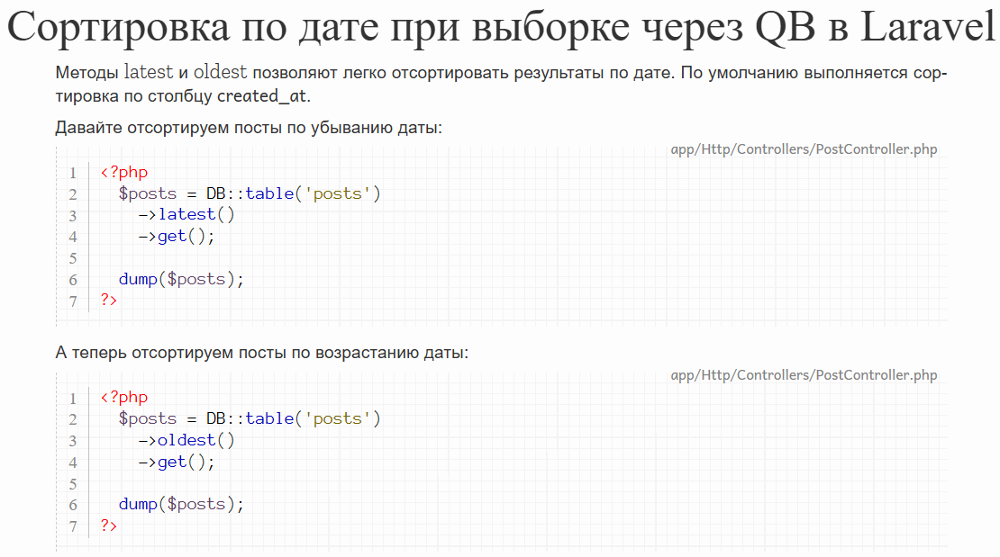 Сортировка по дате при выборке через QB в Laravel
Методы latest и oldest позволяют легко отсортировать результаты по дате. По умолчанию выполняется сор-
тировка по столбцу created_at.
Давайте отсортируем посты по убыванию даты:
app/Http/Controllers/PostController.php
1 <?php
2 $posts = DB::table('posts')
3 ->latest()
4 ->get();
5
6 dump($posts);
7 ?>
А теперь отсортируем посты по возрастанию даты:
app/Http/Controllers/PostController.php
1 <?php
2 $posts = DB::table('posts')
3 ->oldest()
4 ->get();
5
6 dump($posts);
7 ?>